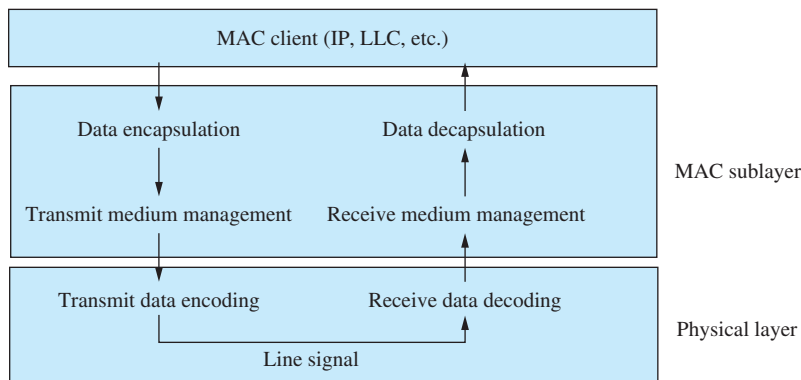 MAC client (IP, LLC, etc.)
Data encapsulation
Data decapsulation
MAC sublayer
Transmit medium management
Receive medium management
Transmit data encoding
Receive data decoding
Physical layer
Line signal